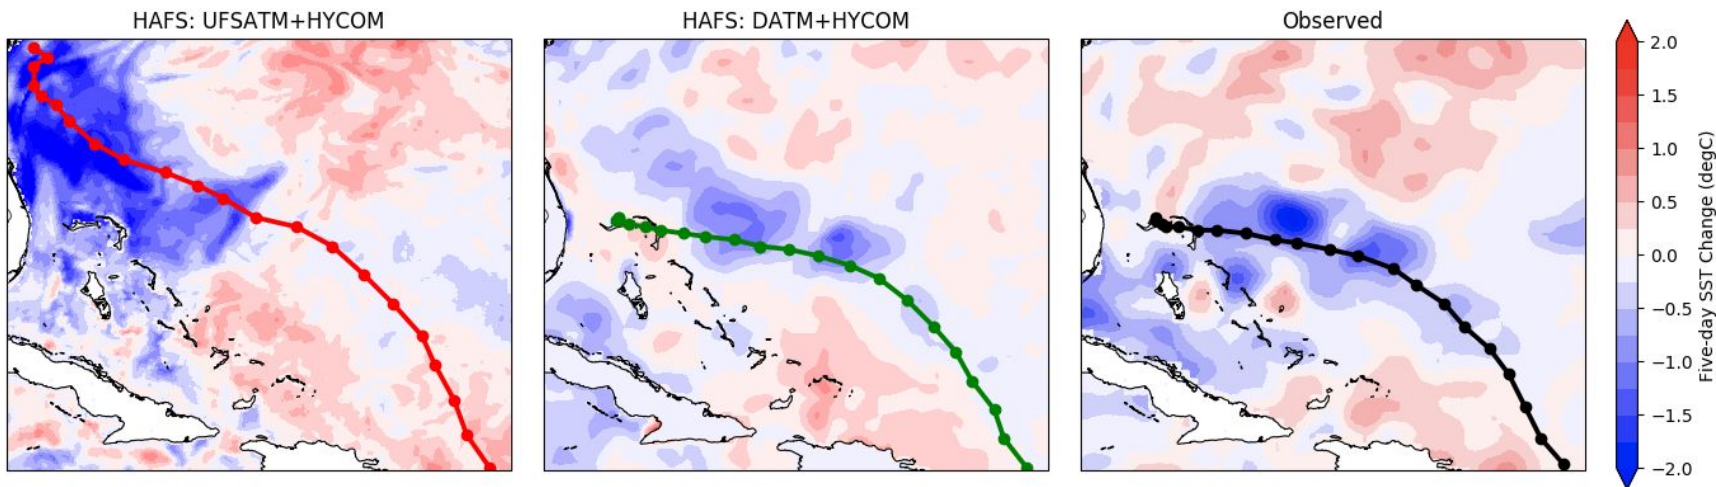 HAFS: UFSATM+HYCOM
HAFS: DATM+HYCOM
Observed
2.0
1.5
1.0
0.5
0.0
−0.5
−1.0
−1.5
−2.0
Five-day SST Change (degC)